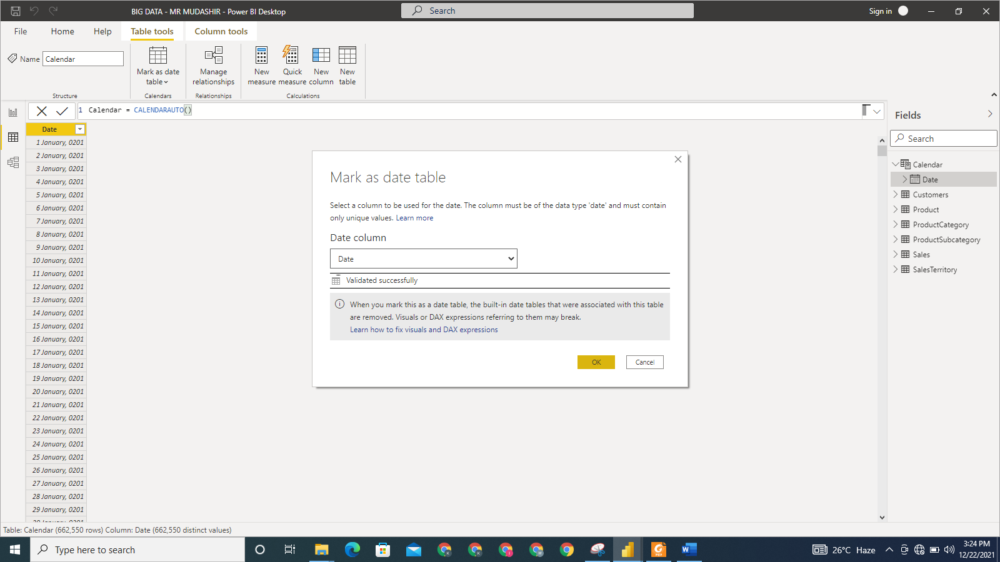 BIG DATA - MR MUDASHIR - Power BI Desktop
Search
Sign in
File
Home
Help
Table tools
Column tools
Name
Calendar
Mark as date
table
Manage
relationships
New
measure
Quick
measure
New
column
New
table
Structure
Calendars
Relationships
Calculations
1 Calendar = CALENDARAUTO()
Date
1 January, 0201
2 January, 0201
3 January, 0201
4 January, 0201
5 January, 0201
6 January, 0201
7 January, 0201
8 January, 0201
9 January, 0201
10 January, 0201
11 January, 0201
12 January, 0201
13 January, 0201
14 January, 0201
15 January, 0201
16 January, 0201
17 January, 0201
18 January, 0201
19 January, 0201
20 January, 0201
21 January, 0201
22 January, 0201
23 January, 0201
24 January, 0201
25 January, 0201
26 January, 0201
27 January, 0201
28 January, 0201
29 January, 0201
Mark as date table
Select a column to be used for the date. The column must be of the data type 'date' and must contain
only unique values. Learn more
Date column
Date
Validated successfully
When you mark this as a date table, the built-in date tables that were associated with this table
are removed. Visuals or DAX expressions referring to them may break.
Learn how to fix visuals and DAX expressions
OK
Cancel
Fields
Search
Calendar
Date
Customers
Product
ProductCategory
ProductSubcategory
Sales
SalesTerritory
Table: Calendar (662,550 rows) Column: Date (662,550 distinct values)
Type here to search
26°C Haze
3:24 PM
12/22/2021